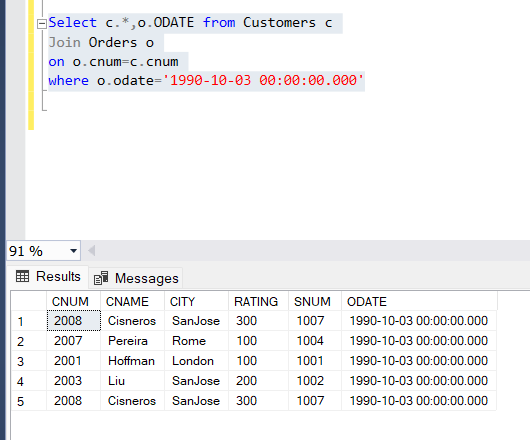 Select c.*,o.ODATE from Customers c
Join Orders o
on o.cnum=c.cnum
where o.odate='1990-10-03 00:00:00.000'
91 %
Results Messages
CNUM CNAME CITY RATING SNUM ODATE
1 2008 Cisneros SanJose 300 1007 1990-10-03 00:00:00.000
2 2007 Pereira Rome 100 1004 1990-10-03 00:00:00.000
3 2001 Hoffman London 100 1001 1990-10-03 00:00:00.000
4 2003 Liu SanJose 200 1002 1990-10-03 00:00:00.000
5 2008 Cisneros SanJose 300 1007 1990-10-03 00:00:00.000